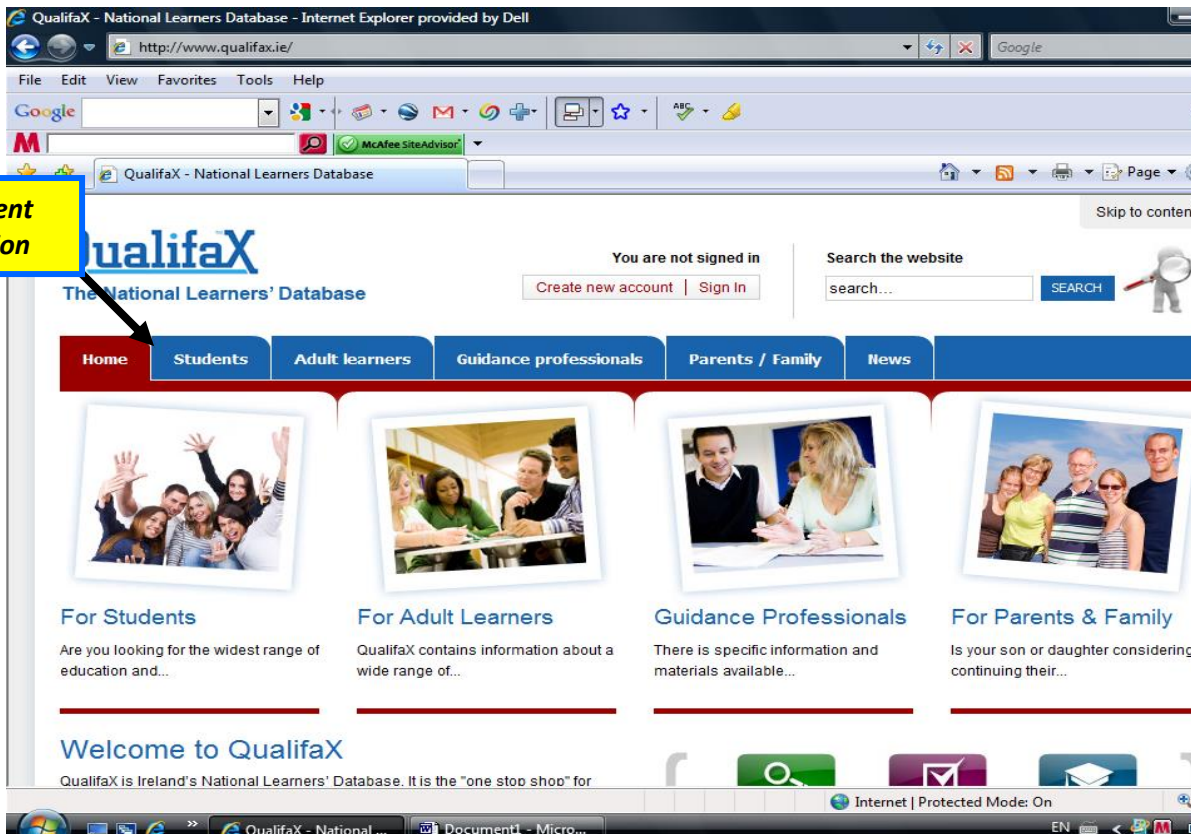 QualifaX - National Learners Database - Internet Explorer provided by Dell
http://www.qualifax.ie/
Google
File Edit View Favorites Tools Help
Google
ABC
M
McAfee SiteAdvisor
QualifaX - National Learners Database
Page
Skip to conten
ent
ion
QualifaX
The National Learners' Database
You are not signed in
Create new account | Sign In
Search the website
search...
SEARCH
Home Students Adult learners Guidance professionals Parents / Family News
For Students
Are you looking for the widest range of
education and...
For Adult Learners
QualifaX contains information about a
wide range of...
Guidance Professionals
There is specific information and
materials available...
For Parents & Family
Is your son or daughter considering
continuing their...
Welcome to QualifaX
QualifaX is Ireland's National Learners' Database. It is the "one stop shop" for
Internet | Protected Mode: On
QualifaX - National ...
Document1 - Micro...
EN